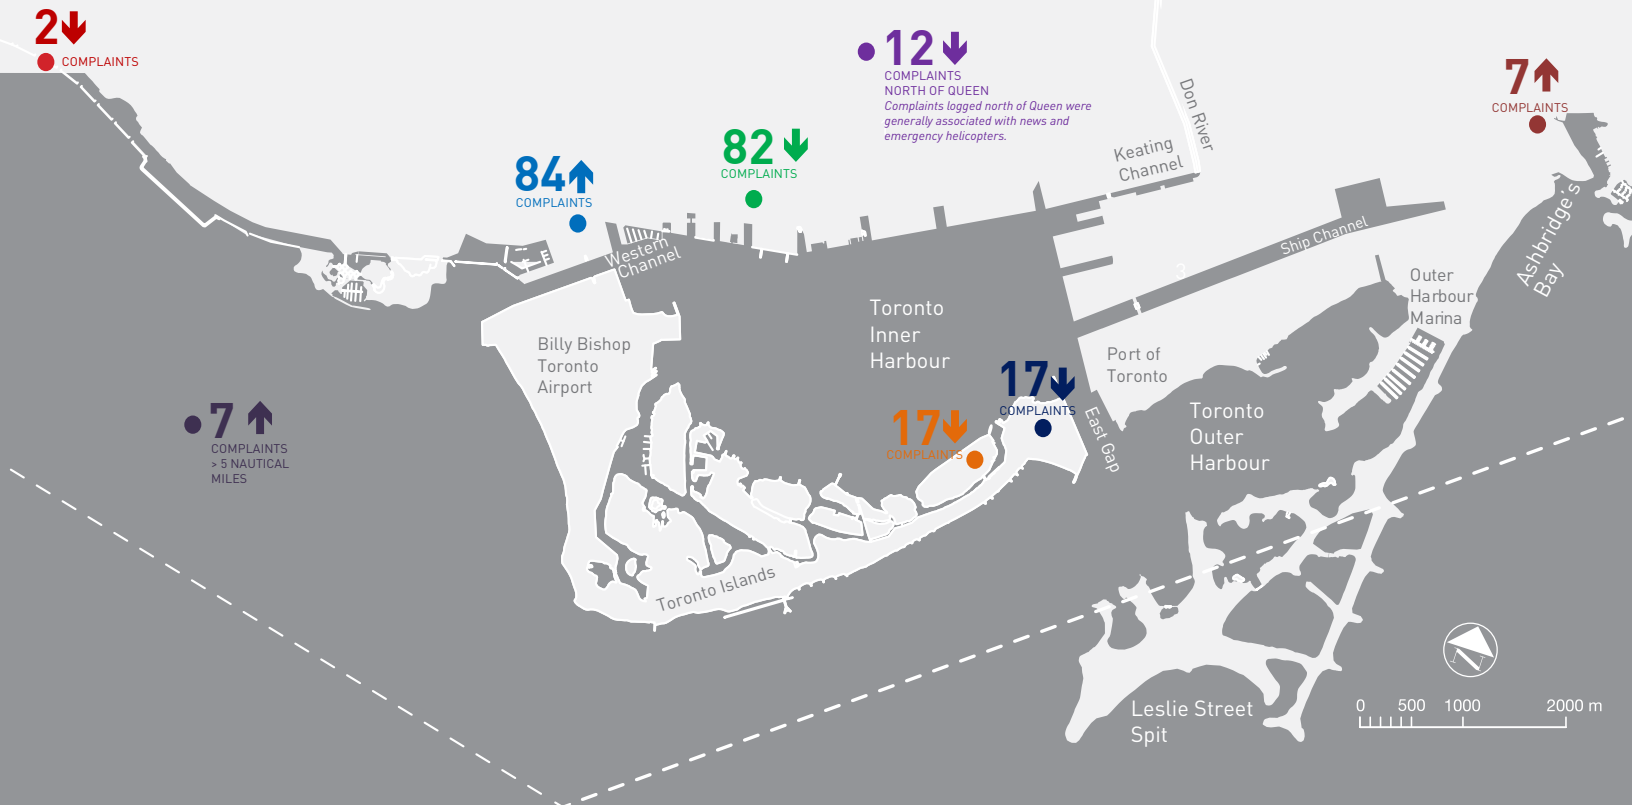 2
COMPLAINTS
12
COMPLAINTS
NORTH OF QUEEN
Complaints logged north of Queen were
generally associated with news and
emergency helicopters.
7
COMPLAINTS
84
COMPLAINTS
82
COMPLAINTS
Don River
Keating
Channel
Western
Channel
Ship Channel
3
Ashbridge's
Bay
Outer
Harbour
Marina
Toronto
Inner
Harbour
Billy Bishop
Toronto
Airport
Port of
Toronto
17
COMPLAINTS
17
COMPLAINTS
East Gap
Toronto
Outer
Harbour
7
COMPLAINTS
> 5 NAUTICAL
MILES
Toronto Islands
Leslie Street
Spit
N
0 500 1000 2000 m